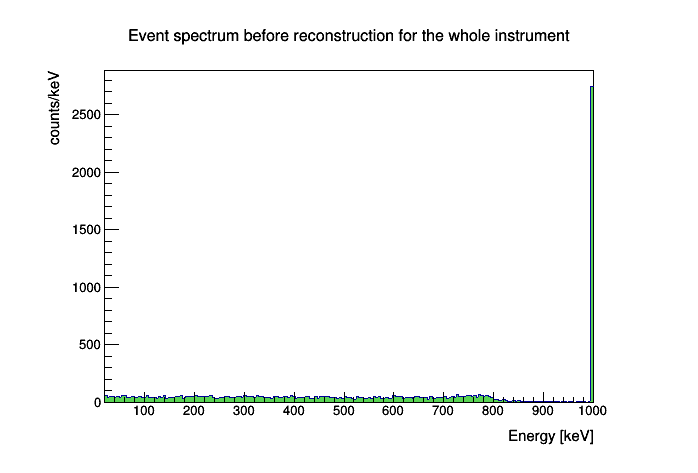 Event spectrum before reconstruction for the whole instrument
counts/keV
2500
2000
1500
1000
500
0
100 200 300 400 500 600 700 800 900 1000
Energy [keV]